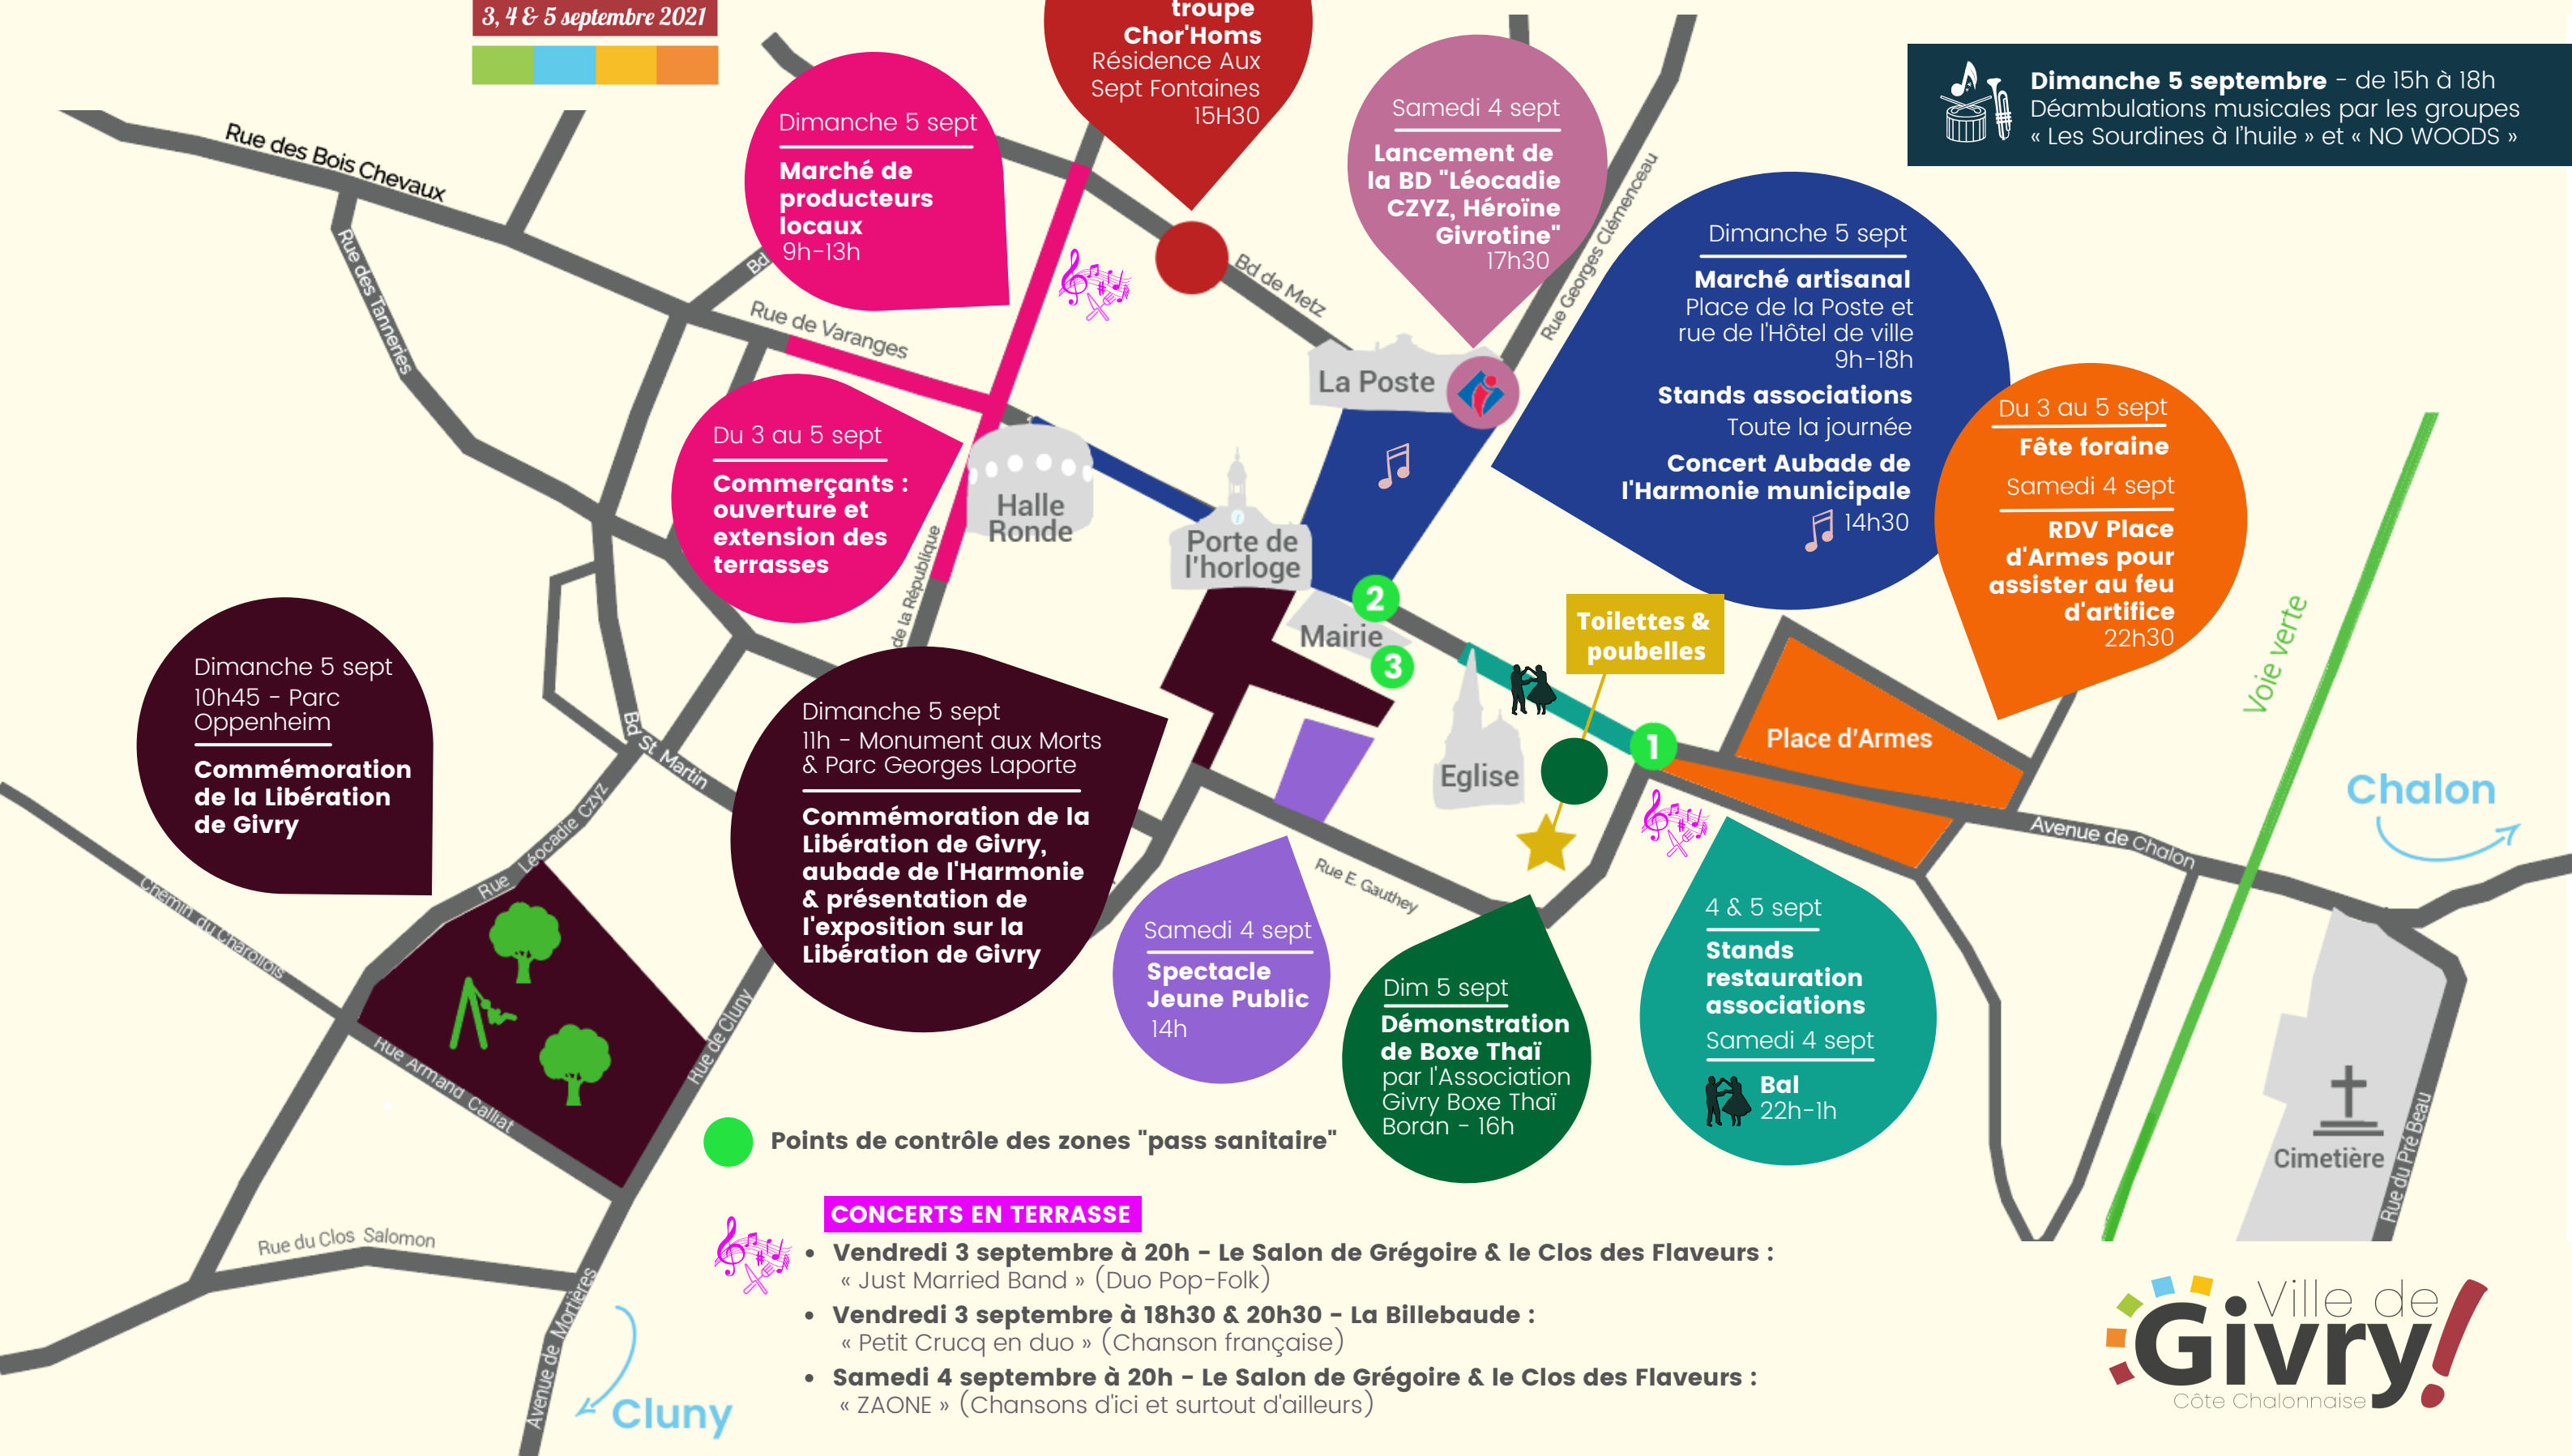 3, 4 & 5 septembre 2021
troupe
Chor'Homs
Résidence Aux
Sept Fontaines
15H30
Dimanche 5 septembre - de 15h à 18h
Déambulations musicales par les groupes
« Les Sourdines à l'huile » et « NO WOODS »
Dimanche 5 sept
Marché de
producteurs
locaux
9h-13h
Samedi 4 sept
Lancement de
la BD "Léocadie
CZYZ, Héroïne
Givrotine"
17h30
Dimanche 5 sept
Marché artisanal
Place de la Poste et
rue de l'Hôtel de ville
9h-18h
Stands associations
Toute la journée
Concert Aubade de
l'Harmonie municipale
14h30
Du 3 au 5 sept
Fête foraine
Samedi 4 sept
RDV Place
d'Armes pour
assister au feu
d'artifice
22h30
Du 3 au 5 sept
Commerçants :
ouverture et
extension des
terrasses
Rue des Bois Chevaux
Rue des Tanneries
Bd
Rue de Varanges
Bd de Metz
Rue Georges Clémenceau
La Poste
Halle
Ronde
Porte de
l'horloge
de la République
Mairie
2
3
1
Toilettes &
poubelles
Eglise
Place d'Armes
Voie verte
Chalon
Avenue de Chalon
Dimanche 5 sept
10h45 - Parc
Oppenheim
Commémoration
de la Libération
de Givry
Dimanche 5 sept
11h - Monument aux Morts
& Parc Georges Laporte
Commémoration de la
Libération de Givry,
aubade de l'Harmonie
& présentation de
l'exposition sur la
Libération de Givry
Bd St Martin
Rue Léocadie Czyz
Chemin du Charollois
Rue Armand Calliat
Rue de Cluny
Rue E. Gauthey
Samedi 4 sept
Spectacle
Jeune Public
14h
Dim 5 sept
Démonstration
de Boxe Thaï
par l'Association
Givry Boxe Thaï
Boran - 16h
4 & 5 sept
Stands
restauration
associations
Samedi 4 sept
Bal
22h-1h
Cimetière
Rue du Pré Beau
Points de contrôle des zones "pass sanitaire"
CONCERTS EN TERRASSE
• Vendredi 3 septembre à 20h - Le Salon de Grégoire & le Clos des Flaveurs :
« Just Married Band » (Duo Pop-Folk)
• Vendredi 3 septembre à 18h30 & 20h30 - La Billebaude :
« Petit Crucq en duo » (Chanson française)
• Samedi 4 septembre à 20h - Le Salon de Grégoire & le Clos des Flaveurs :
« ZAONE » (Chansons d'ici et surtout d'ailleurs)
Rue du Clos Salomon
Avenue de Mortières
Cluny
Ville de
Givry!
Côte Chalonnaise